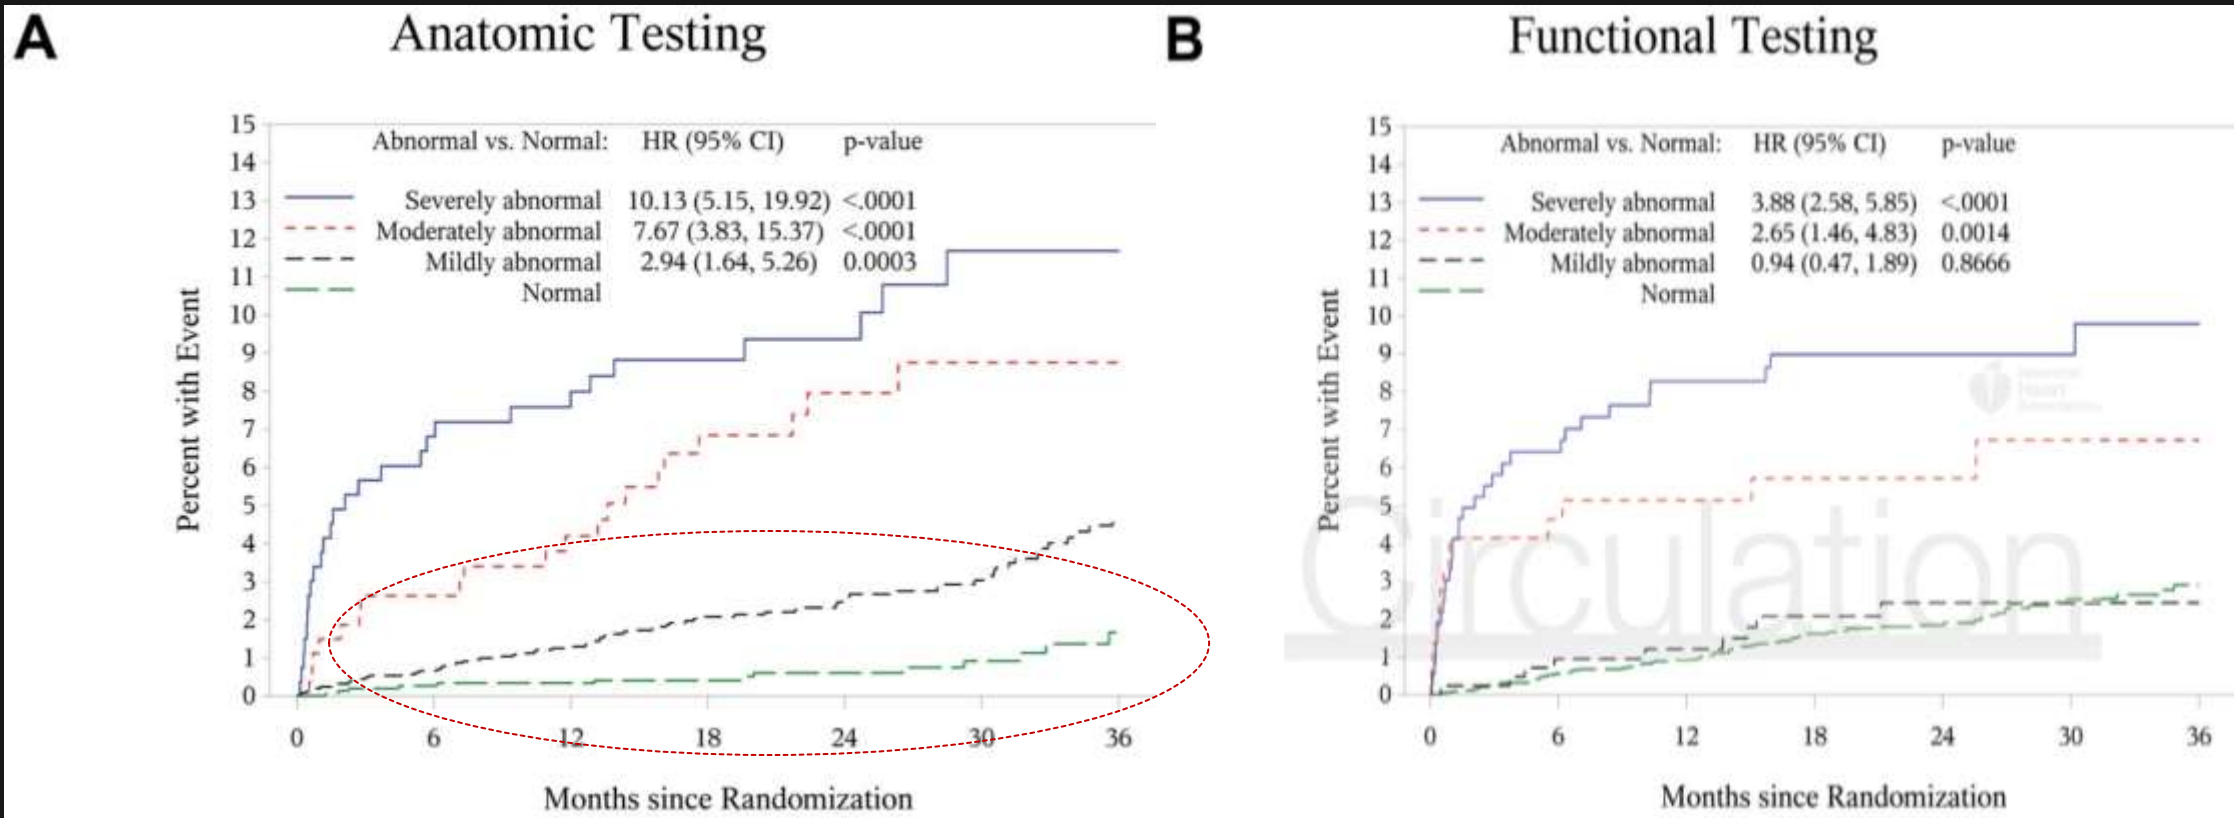 A
Anatomic Testing
Abnormal vs. Normal: HR (95% CI) p-value
Severely abnormal 10.13 (5.15, 19.92) <.0001
Moderately abnormal 7.67 (3.83, 15.37) <.0001
Mildly abnormal 2.94 (1.64, 5.26) 0.0003
Normal
Percent with Event
15
14
13
12
11
10
9
8
7
6
5
4
3
2
1
0
0 6 12 18 24 30 36
Months since Randomization
B
Functional Testing
Abnormal vs. Normal: HR (95% CI) p-value
Severely abnormal 3.88 (2.58, 5.85) <.0001
Moderately abnormal 2.65 (1.46, 4.83) 0.0014
Mildly abnormal 0.94 (0.47, 1.89) 0.8666
Normal
Percent with Event
15
14
13
12
11
10
9
8
7
6
5
4
3
2
1
0
0 6 12 18 24 30 36
Months since Randomization
Circulation